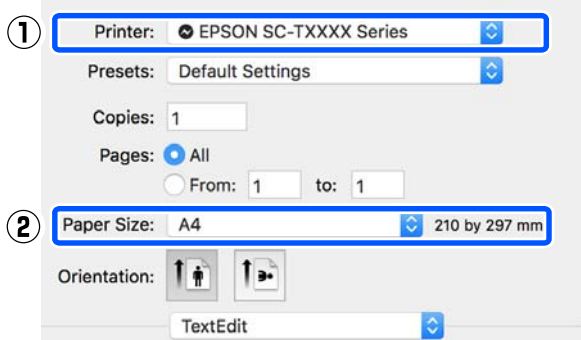 ① Printer: EPSON SC-TXXXX Series
Presets: Default Settings
Copies: 1
Pages: All
From: 1 to: 1
② Paper Size: A4 210 by 297 mm
Orientation:
TextEdit